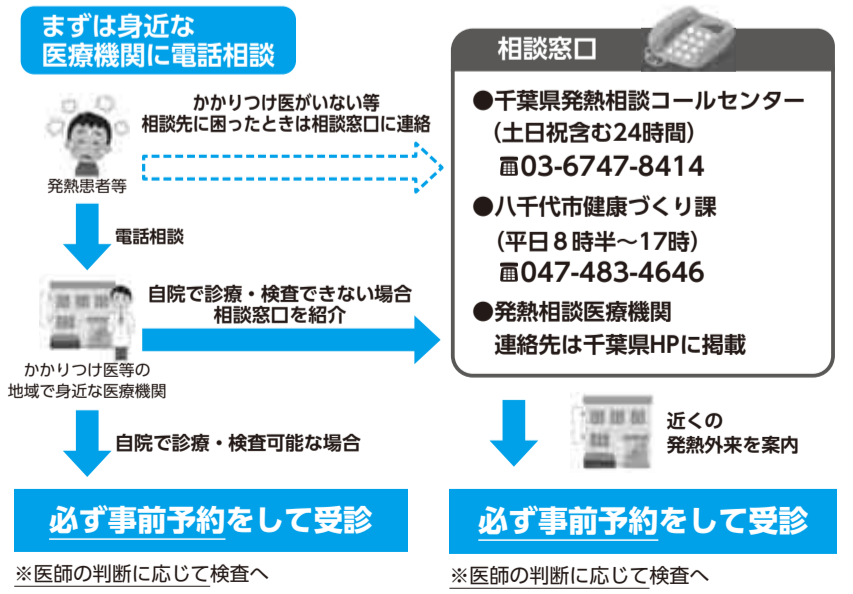 まずは身近な
医療機関に電話相談
かかりつけ医がいない等
相談先に困ったときは相談窓口に連絡
発熱患者等
電話相談
自院で診療・検査できない場合
相談窓口を紹介
かかりつけ医等の
地域で身近な医療機関
自院で診療・検査可能な場合
必ず事前予約をして受診
※医師の判断に応じて検査へ
相談窓口
●千葉県発熱相談コールセンター
（土日祝含む24時間）
☎03-6747-8414
●八千代市健康づくり課
（平日８時半〜17時）
☎047-483-4646
●発熱相談医療機関
連絡先は千葉県HPに掲載
近くの
発熱外来を案内
必ず事前予約をして受診
※医師の判断に応じて検査へ